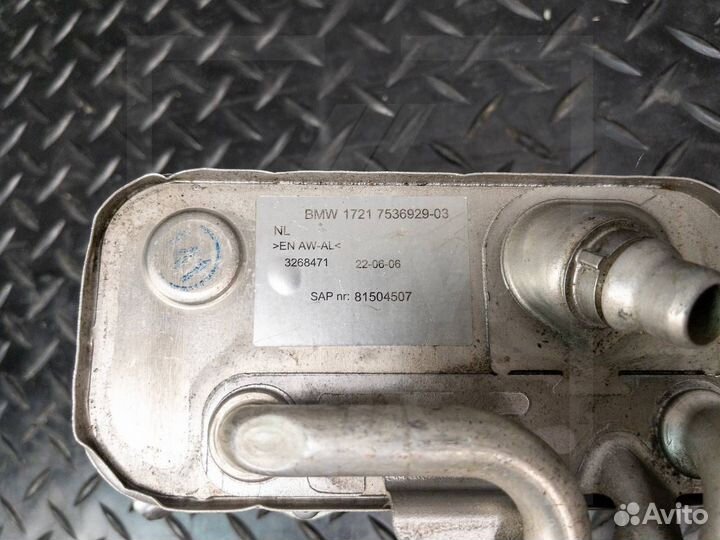 BMW 1721 7536929-03
NL
>EN AW-AL<
3268471 22-06-06
SAP nr: 81504507
Avito